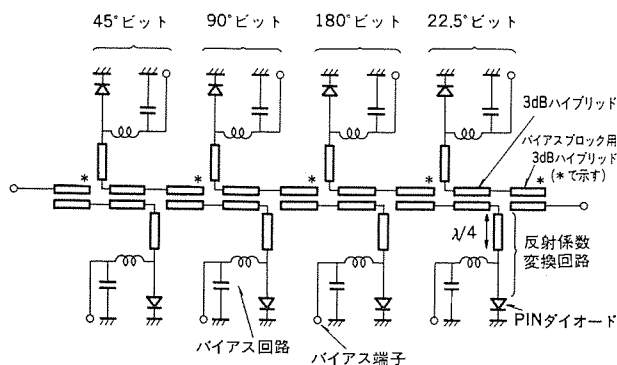 45°ビット
90°ビット
180°ビット
22.5°ビット
3dBハイブリッド
バイアスブロック用
3dBハイブリッド
(*で示す)
*
*
*
*
*
λ/4
反射係数
変換回路
PINダイオード
バイアス回路
バイアス端子